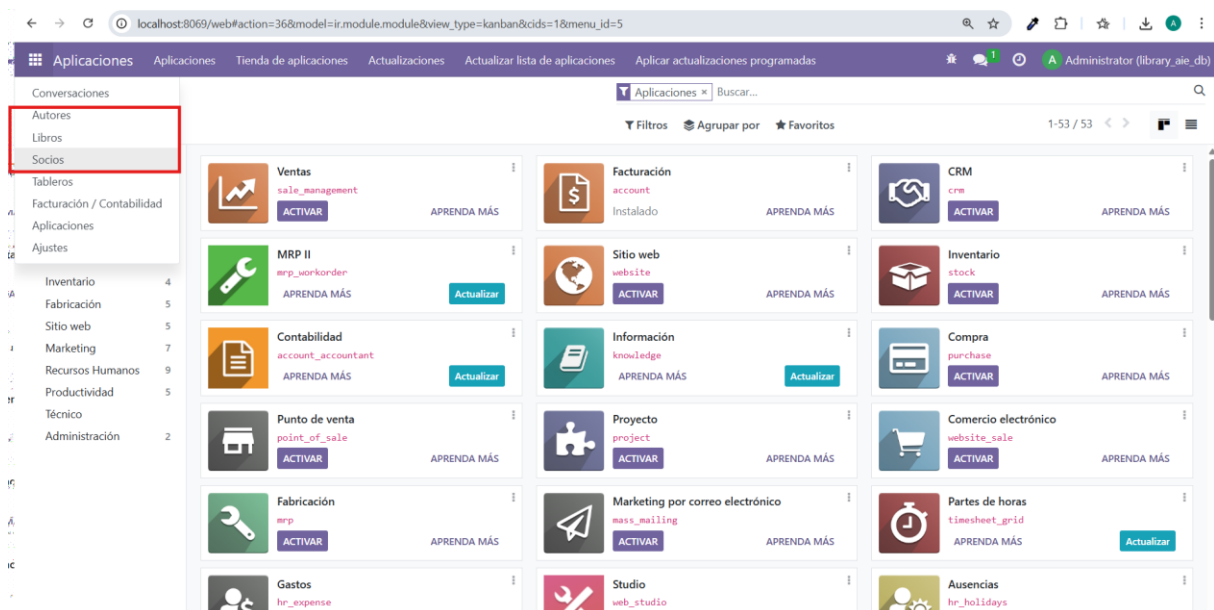 localhost:8069/web#action=36&model=ir.module.module&view_type=kanban&cids=1&menu_id=5
A
Aplicaciones Aplicaciones Tienda de aplicaciones Actualizaciones Actualizar lista de aplicaciones Aplicar actualizaciones programadas 1 A Administrator (library_aie_db)
Conversaciones
Autores
Libros
Socios
Tableros
Facturación / Contabilidad
Aplicaciones
Ajustes
Inventario 4
Fabricación 5
Sitio web 5
Marketing 7
Recursos Humanos 9
Productividad 5
Técnico
Administración 2
Aplicaciones × Buscar...
Filtros Agrupar por Favoritos 1-53 / 53
Ventas
sale_management
ACTIVAR APRENDA MÁS
Facturación
account
Instalado APRENDA MÁS
CRM
crm
ACTIVAR APRENDA MÁS
MRP II
mrp_workorder
APRENDA MÁS Actualizar
Sitio web
website
ACTIVAR APRENDA MÁS
Inventario
stock
ACTIVAR APRENDA MÁS
Contabilidad
account_accountant
APRENDA MÁS Actualizar
Información
knowledge
APRENDA MÁS Actualizar
Compra
purchase
ACTIVAR APRENDA MÁS
Punto de venta
point_of_sale
ACTIVAR APRENDA MÁS
Proyecto
project
ACTIVAR APRENDA MÁS
Comercio electrónico
website_sale
ACTIVAR APRENDA MÁS
Fabricación
mrp
ACTIVAR APRENDA MÁS
Marketing por correo electrónico
mass_mailing
ACTIVAR APRENDA MÁS
Partes de horas
timesheet_grid
APRENDA MÁS Actualizar
Gastos
hr_expense
Studio
web_studio
Ausencias
hr_holidays